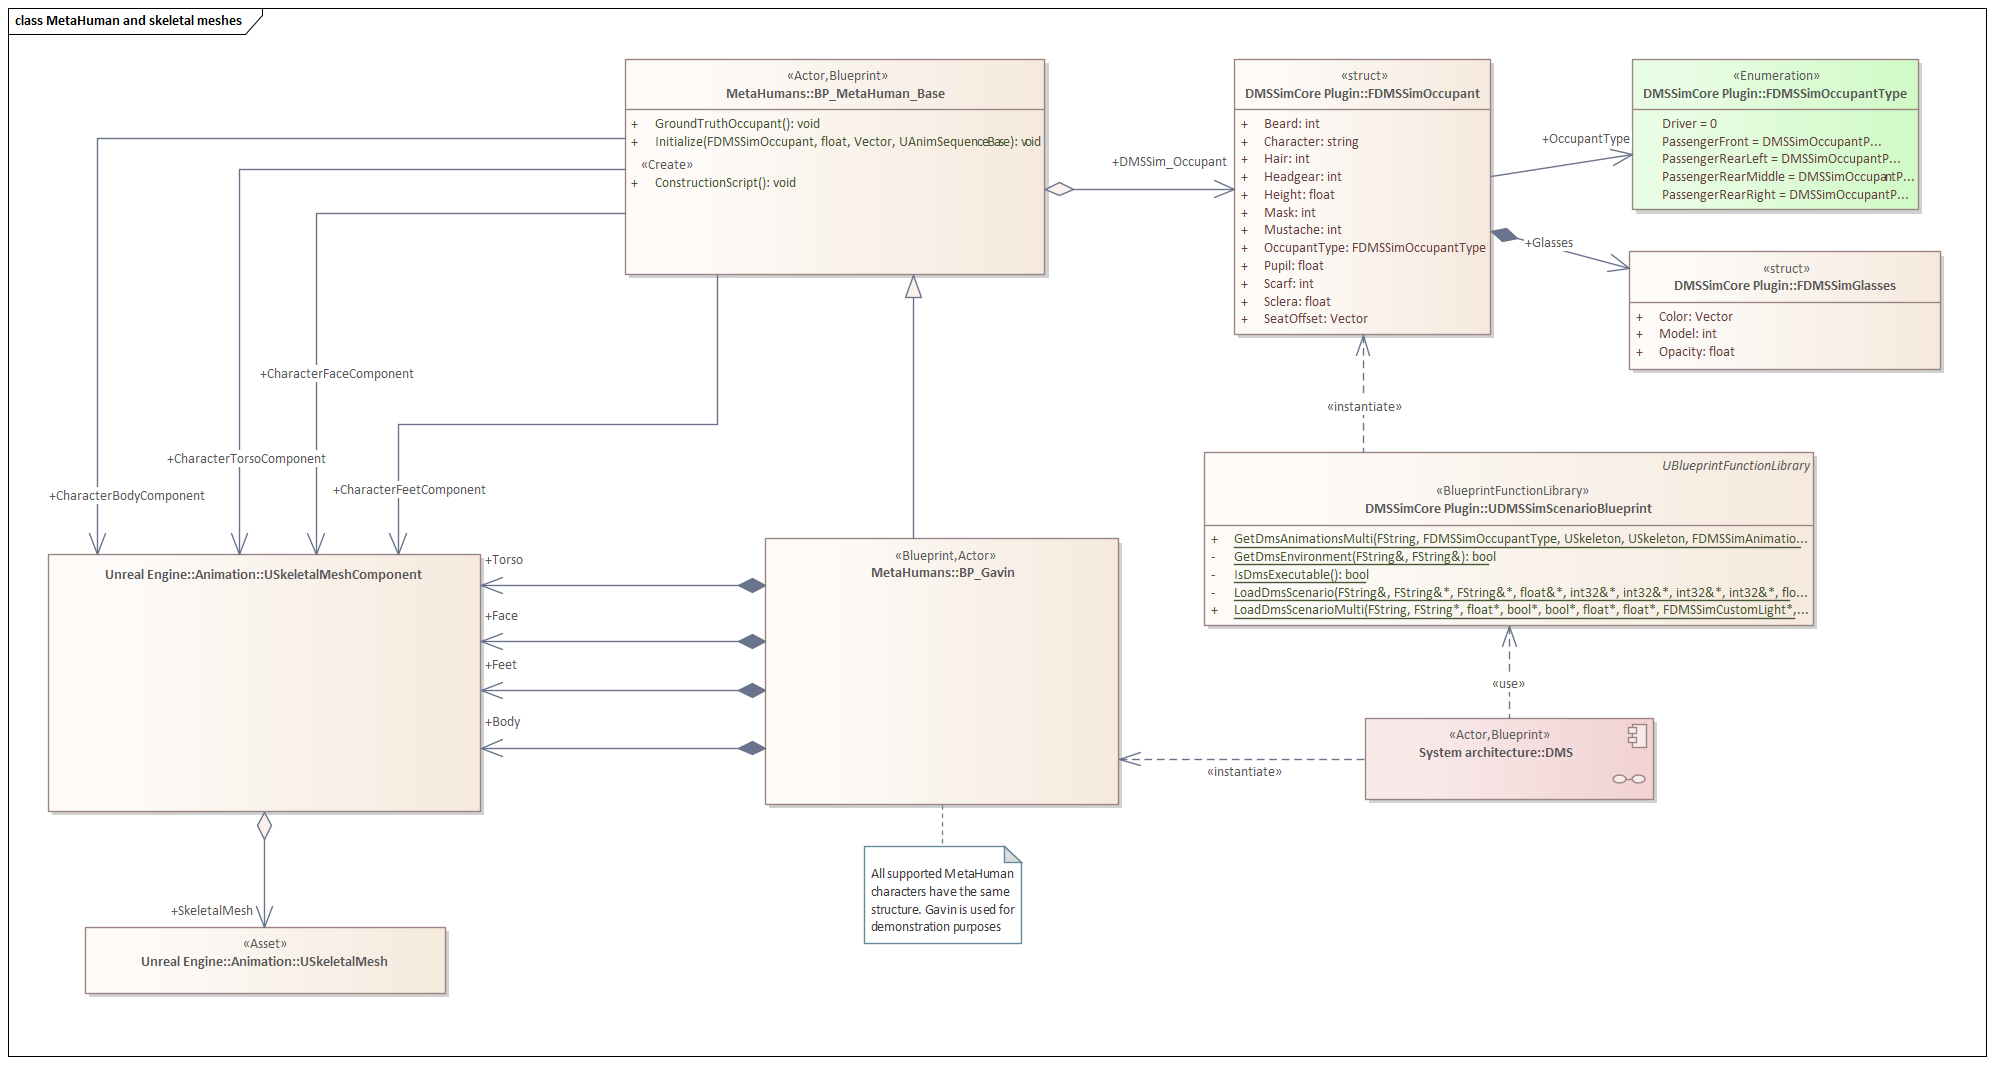 class MetaHuman and skeletal meshes
«Actor,Blueprint»
MetaHumans::BP_MetaHuman_Base
+ GroundTruthOccupant(): void
+ Initialize(FDMSSimOccupant, float, Vector, UAnimSequenceBase): void
«Create»
+ ConstructionScript(): void
+DMSSim_Occupant
«struct»
DMSSimCore Plugin::FDMSSimOccupant
+ Beard: int
+ Character: string
+ Hair: int
+ Headgear: int
+ Height: float
+ Mask: int
+ Mustache: int
+ OccupantType: FDMSSimOccupantType
+ Pupil: float
+ Scarf: int
+ Sclera: float
+ SeatOffset: Vector
+OccupantType
«Enumeration»
DMSSimCore Plugin::FDMSSimOccupantType
Driver = 0
PassengerFront = DMSSimOccupantP...
PassengerRearLeft = DMSSimOccupantP...
PassengerRearMiddle = DMSSimOccupantP...
PassengerRearRight = DMSSimOccupantP...
+Glasses
«struct»
DMSSimCore Plugin::FDMSSimGlasses
+ Color: Vector
+ Model: int
+ Opacity: float
+CharacterFaceComponent
+CharacterTorsoComponent
+CharacterFeetComponent
+CharacterBodyComponent
«instantiate»
UBlueprintFunctionLibrary
«BlueprintFunctionLibrary»
DMSSimCore Plugin::UDMSSimScenarioBlueprint
+ GetDmsAnimationsMulti(FString, FDMSSimOccupantType, USkeleton, USkeleton, FDMSSimAnimatio...
- GetDmsEnvironment(FString&, FString&): bool
- IsDmsExecutable(): bool
- LoadDmsScenario(FString&, FString&*, FString&*, float&*, int32&*, int32&*, int32&*, int32&*, flo...
+ LoadDmsScenarioMulti(FString, FString*, float*, bool*, bool*, float*, float*, FDMSSimCustomLight*,...
Unreal Engine::Animation::USkeletalMeshComponent
+Torso
+Face
+Feet
+Body
«Blueprint,Actor»
MetaHumans::BP_Gavin
«use»
«Actor,Blueprint»
System architecture::DMS
«instantiate»
All supported MetaHuman
characters have the same
structure. Gavin is used for
demonstration purposes
+SkeletalMesh
«Asset»
Unreal Engine::Animation::USkeletalMesh